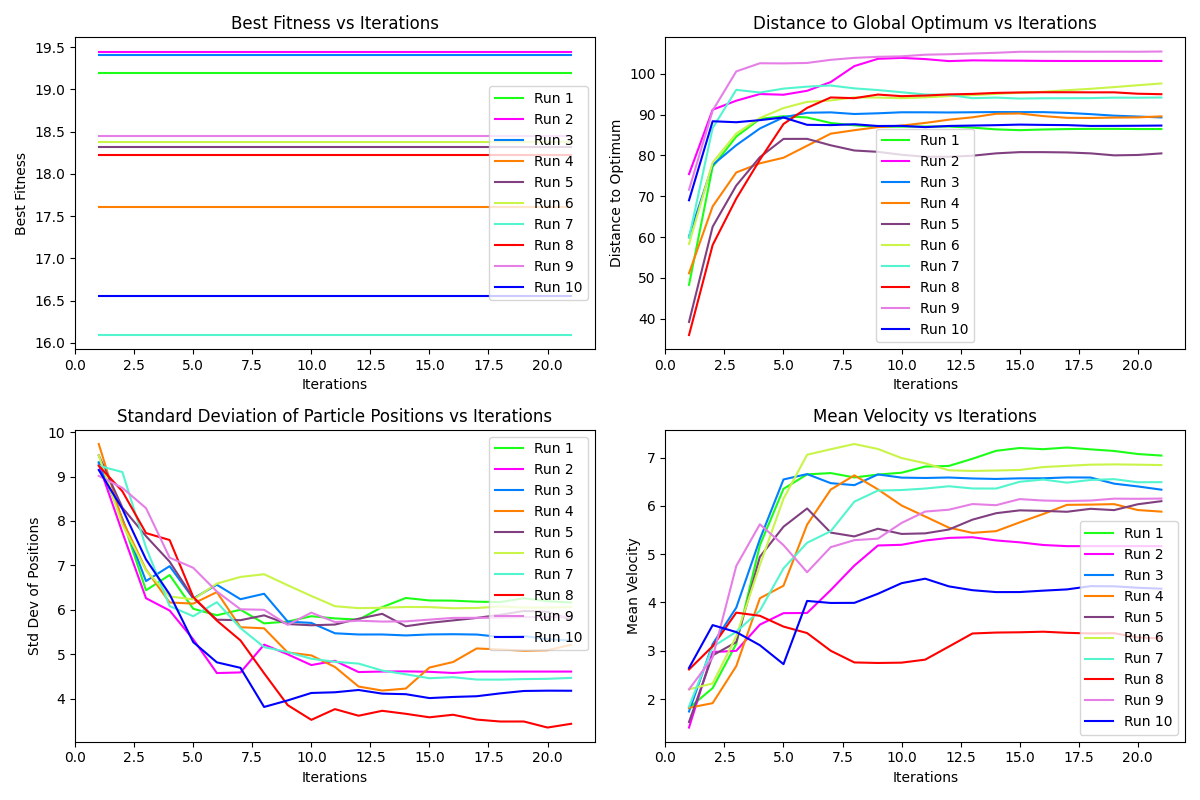 Best Fitness vs Iterations
Best Fitness
19.5
19.0
18.5
18.0
17.5
17.0
16.5
16.0
0.0 2.5 5.0 7.5 10.0 12.5 15.0 17.5 20.0
Iterations
Run 1
Run 2
Run 3
Run 4
Run 5
Run 6
Run 7
Run 8
Run 9
Run 10
Distance to Global Optimum vs Iterations
Distance to Optimum
100
90
80
70
60
50
40
0.0 2.5 5.0 7.5 10.0 12.5 15.0 17.5 20.0
Iterations
Run 1
Run 2
Run 3
Run 4
Run 5
Run 6
Run 7
Run 8
Run 9
Run 10
Standard Deviation of Particle Positions vs Iterations
Std Dev of Positions
10
9
8
7
6
5
4
0.0 2.5 5.0 7.5 10.0 12.5 15.0 17.5 20.0
Iterations
Run 1
Run 2
Run 3
Run 4
Run 5
Run 6
Run 7
Run 8
Run 9
Run 10
Mean Velocity vs Iterations
Mean Velocity
7
6
5
4
3
2
0.0 2.5 5.0 7.5 10.0 12.5 15.0 17.5 20.0
Iterations
Run 1
Run 2
Run 3
Run 4
Run 5
Run 6
Run 7
Run 8
Run 9
Run 10